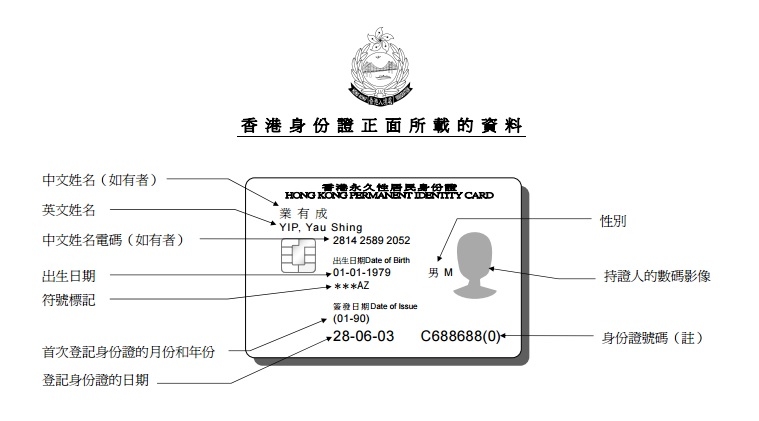 香港身份證正面所載的資料
中文姓名（如有者）
英文姓名
中文姓名電碼（如有者）
出生日期
符號標記
首次登記身份證的月份和年份
登記身份證的日期
香港永久性居民身份證
HONG KONG PERMANENT IDENTITY CARD
業有成
YIP, Yau Shing
2814 2589 2052
出生日期Date of Birth
01-01-1979
男 M
***AZ
簽發日期Date of Issue
(01-90)
28-06-03 C688688(0)
性別
持證人的數碼影像
身份證號碼（註）